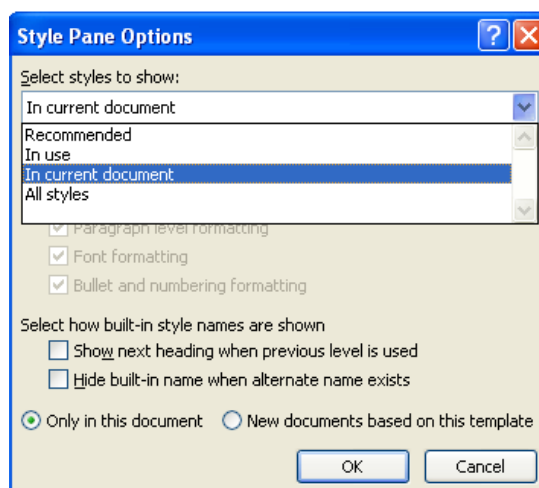 Style Pane Options
Select styles to show:
In current document
Recommended
In use
In current document
All styles
Paragraph level formatting
Font formatting
Bullet and numbering formatting
Select how built-in style names are shown
Show next heading when previous level is used
Hide built-in name when alternate name exists
Only in this document New documents based on this template
OK Cancel